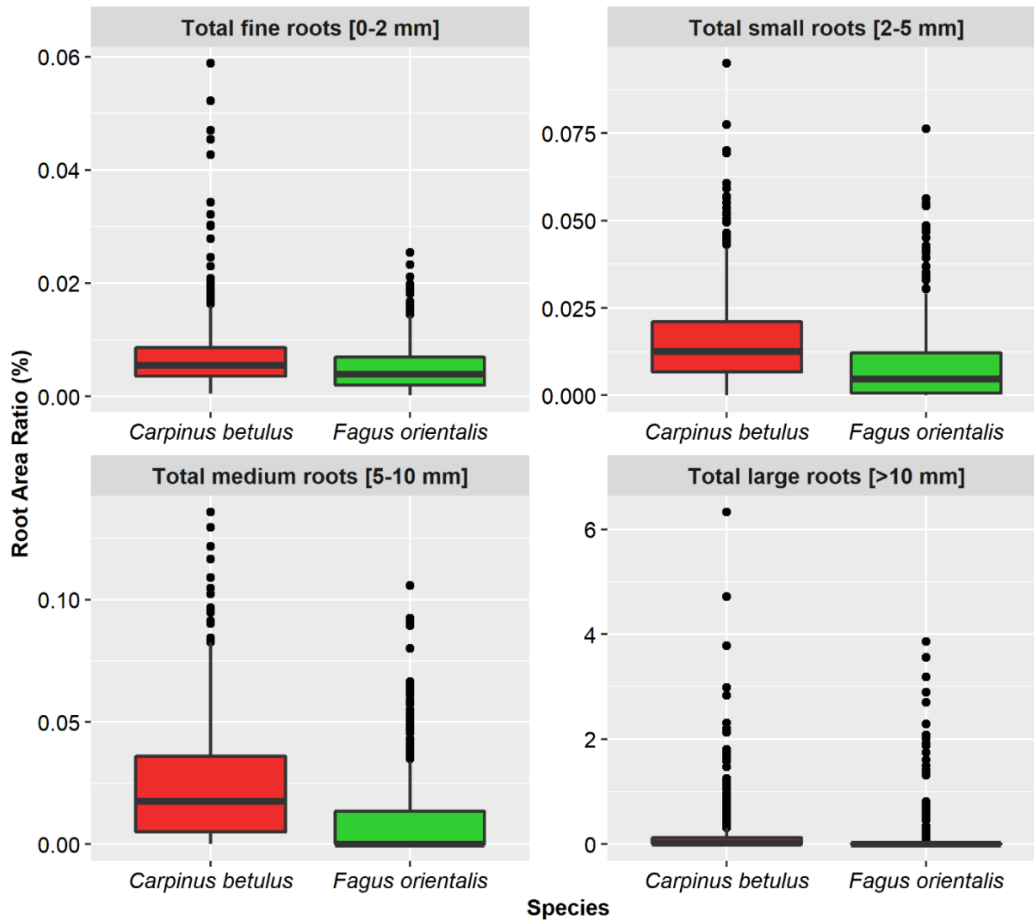 Total fine roots [0-2 mm]
Total small roots [2-5 mm]
0.06
0.04
0.02
0.00
0.075
0.050
0.025
0.000
Carpinus betulus
Fagus orientalis
Carpinus betulus
Fagus orientalis
Root Area Ratio (%)
Total medium roots [5-10 mm]
Total large roots [>10 mm]
0.10
0.05
0.00
6
4
2
0
Carpinus betulus
Fagus orientalis
Carpinus betulus
Fagus orientalis
Species